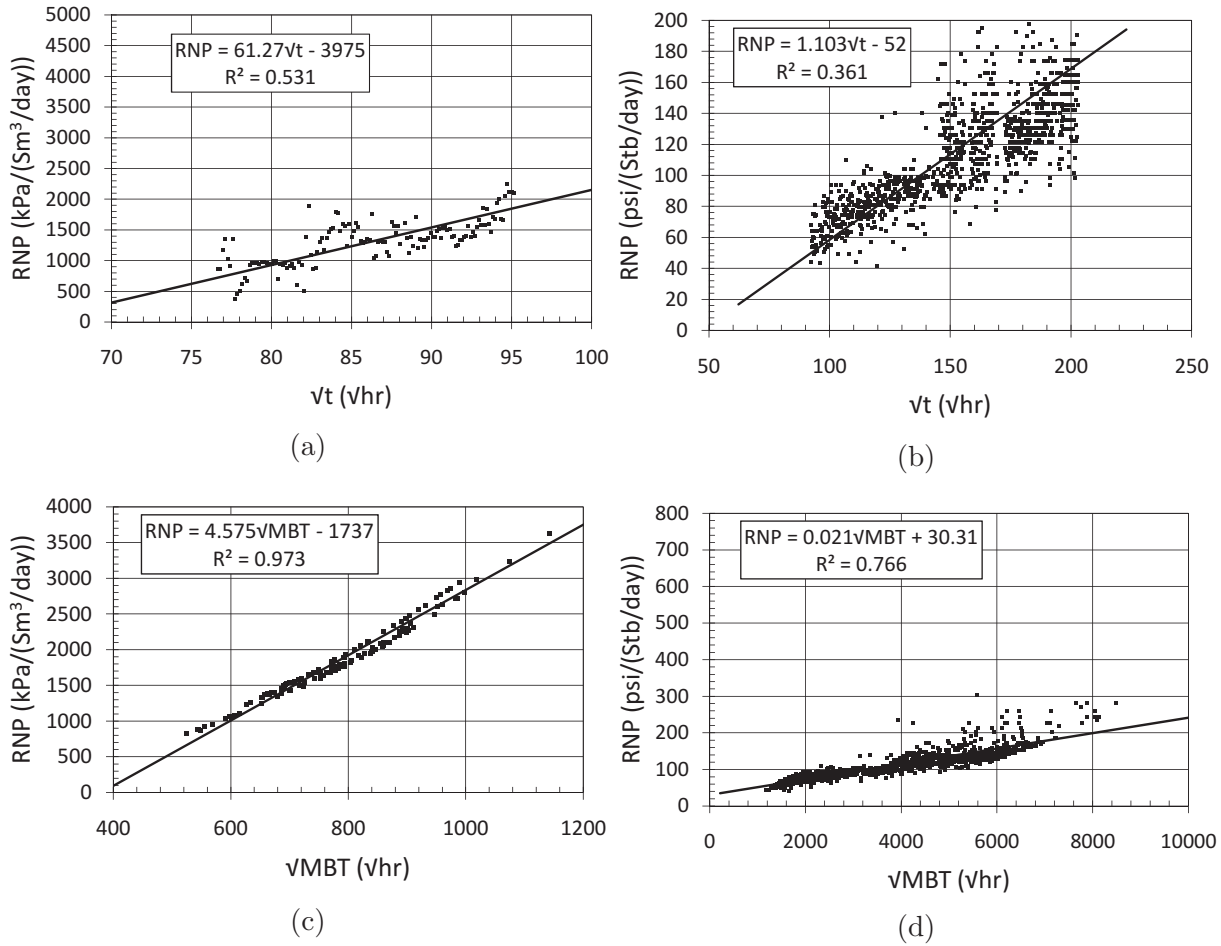 5000
4500
4000
3500
3000
2500
2000
1500
1000
500
0
RNP (kPa/(Sm³/day))
RNP = 61.27√t - 3975
R² = 0.531
70 75 80 85 90 95 100
√t (√hr)
(a)
200
180
160
140
120
100
80
60
40
20
0
RNP (psi/(Stb/day)
RNP = 1.103√t - 52
R² = 0.361
50 100 150 200 250
√t (√hr)
(b)
4000
3500
3000
2500
2000
1500
1000
500
0
RNP (kPa/(Sm³/day))
RNP = 4.575√MBT - 1737
R² = 0.973
400 600 800 1000 1200
√MBT (√hr)
(c)
800
700
600
500
400
300
200
100
0
RNP (psi/(Stb/day))
RNP = 0.021√MBT + 30.31
R² = 0.766
0 2000 4000 6000 8000 10000
√MBT (√hr)
(d)